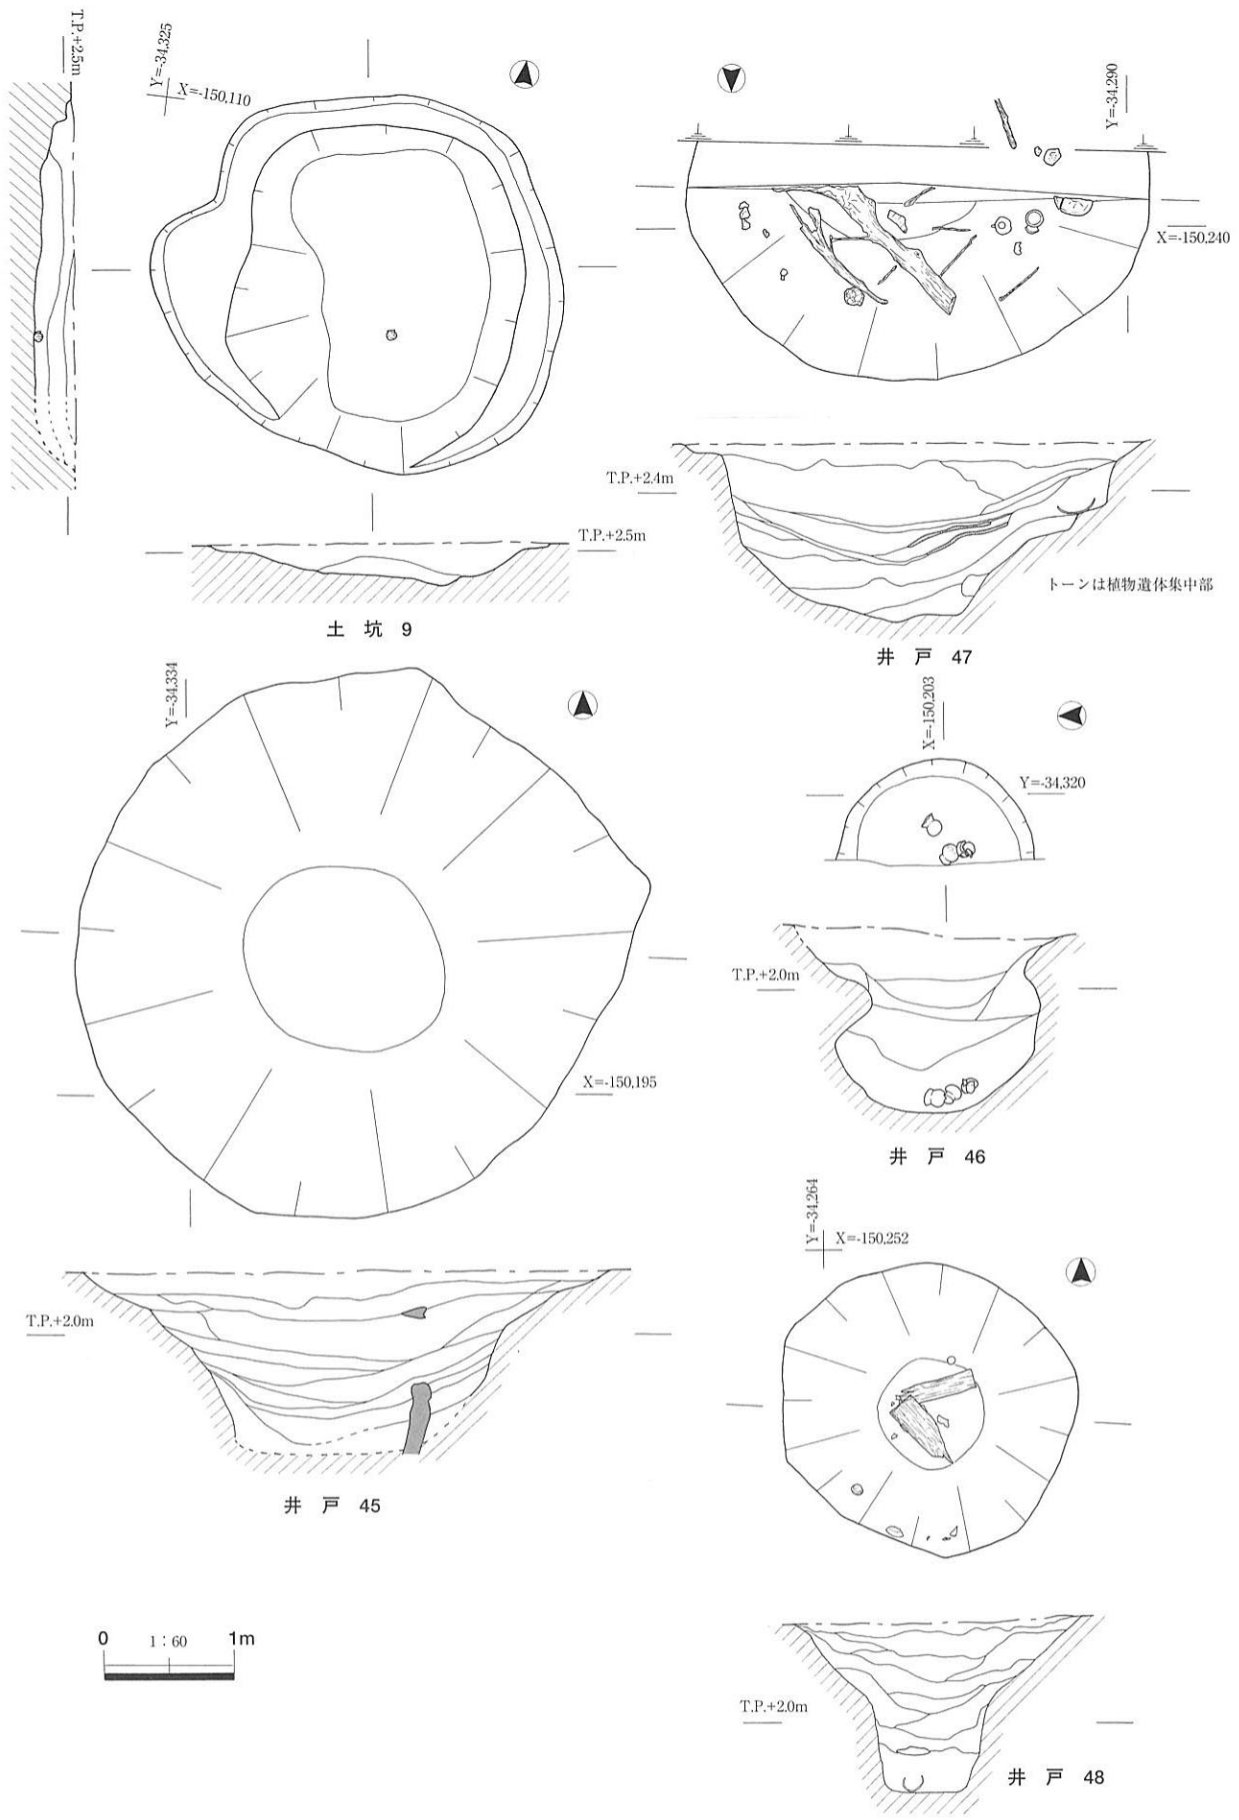 T.P.+2.5m
Y=-34,325
X=-150,110
T.P.+2.5m
土 坑 9
Y=-34,290
X=-150,240
T.P.+2.4m
トーンは植物遺体集中部
井 戸 47
Y=-34,334
X=-150,195
T.P.+2.0m
井 戸 45
X=-150,203
Y=-34,320
T.P.+2.0m
井 戸 46
Y=-34,264
X=-150,252
T.P.+2.0m
井 戸 48
0 1:60 1m